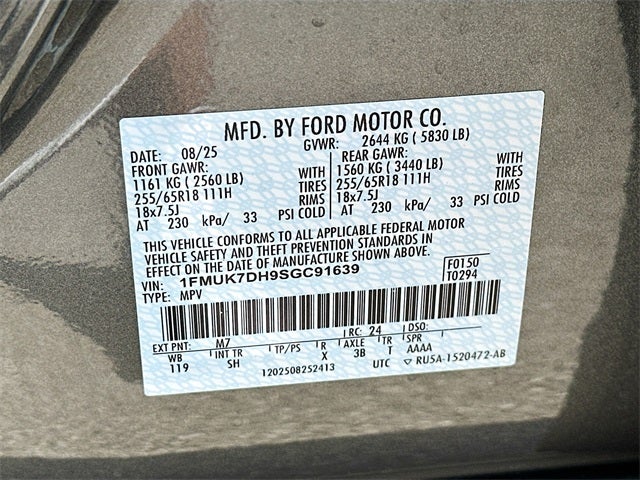 MFD. BY FORD MOTOR CO.
DATE: 08/25 GVWR: 2644 KG ( 5830 LB)
FRONT GAWR: REAR GAWR:
1161 KG ( 2560 LB) WITH 1560 KG ( 3440 LB) WITH
255/65R18 111H TIRES 255/65R18 111H TIRES
18x7.5J RIMS 18x7.5J RIMS
AT 230 kPa/ 33 PSI COLD AT 230 kPa/ 33 PSI COLD
THIS VEHICLE CONFORMS TO ALL APPLICABLE FEDERAL MOTOR
VEHICLE SAFETY AND THEFT PREVENTION STANDARDS IN
EFFECT ON THE DATE OF MANUFACTURE SHOWN ABOVE.
VIN: 1FMUK7DH9SGC91639 F0150
TYPE: MPV T0294
EXT PNT: M7 RC: 24 DSO:
WB INT TR TP/PS R AXLE TR SPR
119 SH X 3B T AAAA
1202508252413 UTC ▽ RU5A-1520472-AB